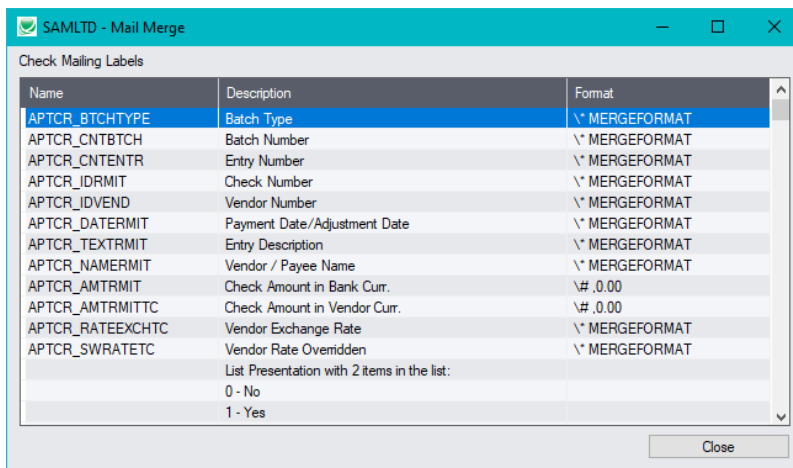 SAMLTD - Mail Merge
Check Mailing Labels
Name Description Format
APTCR_BTCHTYPE Batch Type \* MERGEFORMAT
APTCR_CNTBTCH Batch Number \* MERGEFORMAT
APTCR_CNTENTR Entry Number \* MERGEFORMAT
APTCR_IDRMIT Check Number \* MERGEFORMAT
APTCR_IDVEND Vendor Number \* MERGEFORMAT
APTCR_DATERMIT Payment Date/Adjustment Date \* MERGEFORMAT
APTCR_TEXTRMIT Entry Description \* MERGEFORMAT
APTCR_NAMERMIT Vendor / Payee Name \* MERGEFORMAT
APTCR_AMTRMIT Check Amount in Bank Curr. \# ,0.00
APTCR_AMTRMITTC Check Amount in Vendor Curr. \# ,0.00
APTCR_RATEEXCHTC Vendor Exchange Rate \* MERGEFORMAT
APTCR_SWRATETC Vendor Rate Overridden \* MERGEFORMAT
List Presentation with 2 items in the list:
0 - No
1 - Yes
Close